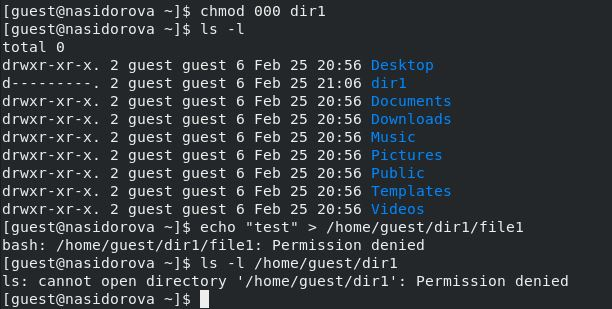 [guest@nasidorova ~]$ chmod 000 dir1
[guest@nasidorova ~]$ ls -l
total 0
drwxr-xr-x. 2 guest guest 6 Feb 25 20:56 Desktop
d---------. 2 guest guest 6 Feb 25 21:06 dir1
drwxr-xr-x. 2 guest guest 6 Feb 25 20:56 Documents
drwxr-xr-x. 2 guest guest 6 Feb 25 20:56 Downloads
drwxr-xr-x. 2 guest guest 6 Feb 25 20:56 Music
drwxr-xr-x. 2 guest guest 6 Feb 25 20:56 Pictures
drwxr-xr-x. 2 guest guest 6 Feb 25 20:56 Public
drwxr-xr-x. 2 guest guest 6 Feb 25 20:56 Templates
drwxr-xr-x. 2 guest guest 6 Feb 25 20:56 Videos
[guest@nasidorova ~]$ echo "test" > /home/guest/dir1/file1
bash: /home/guest/dir1/file1: Permission denied
[guest@nasidorova ~]$ ls -l /home/guest/dir1
ls: cannot open directory '/home/guest/dir1': Permission denied
[guest@nasidorova ~]$